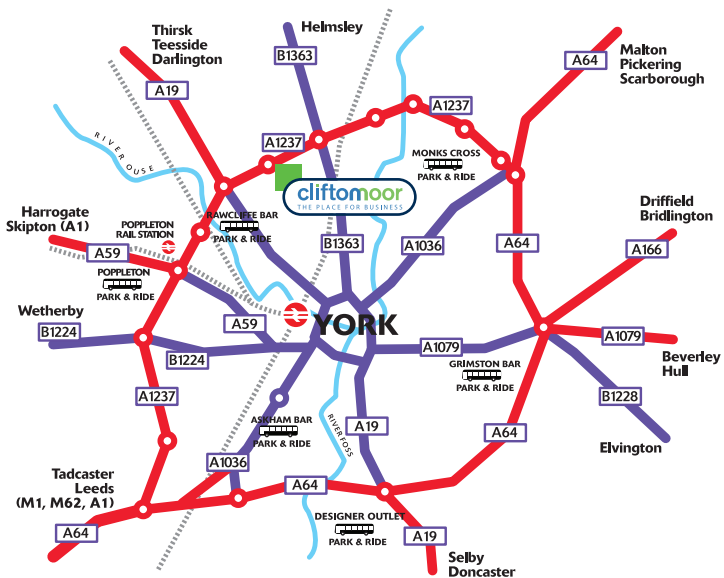 Thirsk
Teesside
Darlington
Helmsley
B1363
A64
Malton
Pickering
Scarborough
A19
A1237
A1237
RIVER OUSE
MONKS CROSS
PARK & RIDE
cliftonmoor
THE PLACE FOR BUSINESS
Harrogate
Skipton (A1)
POPPLETON
RAIL STATION
RAWCLIFFE BAR
PARK & RIDE
Driffield
Bridlington
A59
B1363
A1036
A64
A166
POPPLETON
PARK & RIDE
Wetherby
B1224
A59
YORK
B1224
A1079
A1079
GRIMSTON BAR
PARK & RIDE
Beverley
Hull
A1237
B1228
ASKHAM BAR
PARK & RIDE
RIVER FOSS
A19
A64
Elvington
A1036
Tadcaster
Leeds
(M1, M62, A1)
A64
A64
DESIGNER OUTLET
PARK & RIDE
A19
Selby
Doncaster